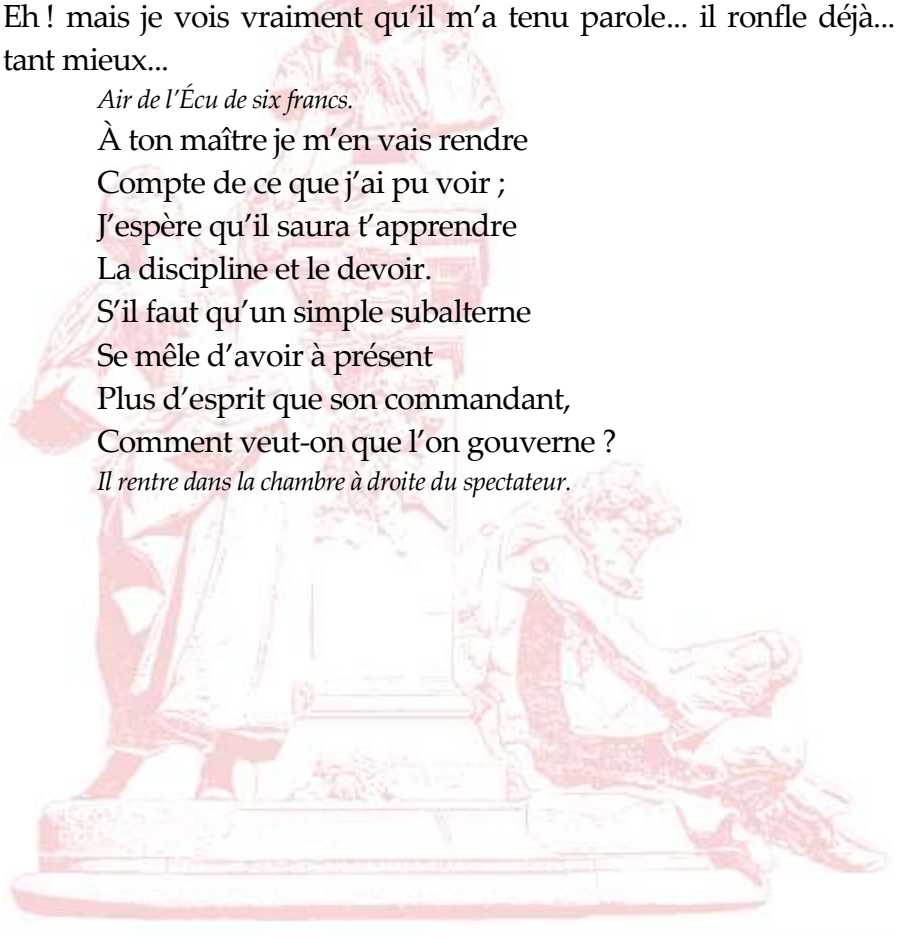 Eh ! mais je vois vraiment qu’il m’a tenu parole... il ronfle déjà...
tant mieux...
Air de l’Écu de six francs.
À ton maître je m’en vais rendre
Compte de ce que j’ai pu voir ;
J’espère qu’il saura t’apprendre
La discipline et le devoir.
S’il faut qu’un simple subalterne
Se mêle d’avoir à présent
Plus d’esprit que son commandant,
Comment veut-on que l’on gouverne ?
Il rentre dans la chambre à droite du spectateur.